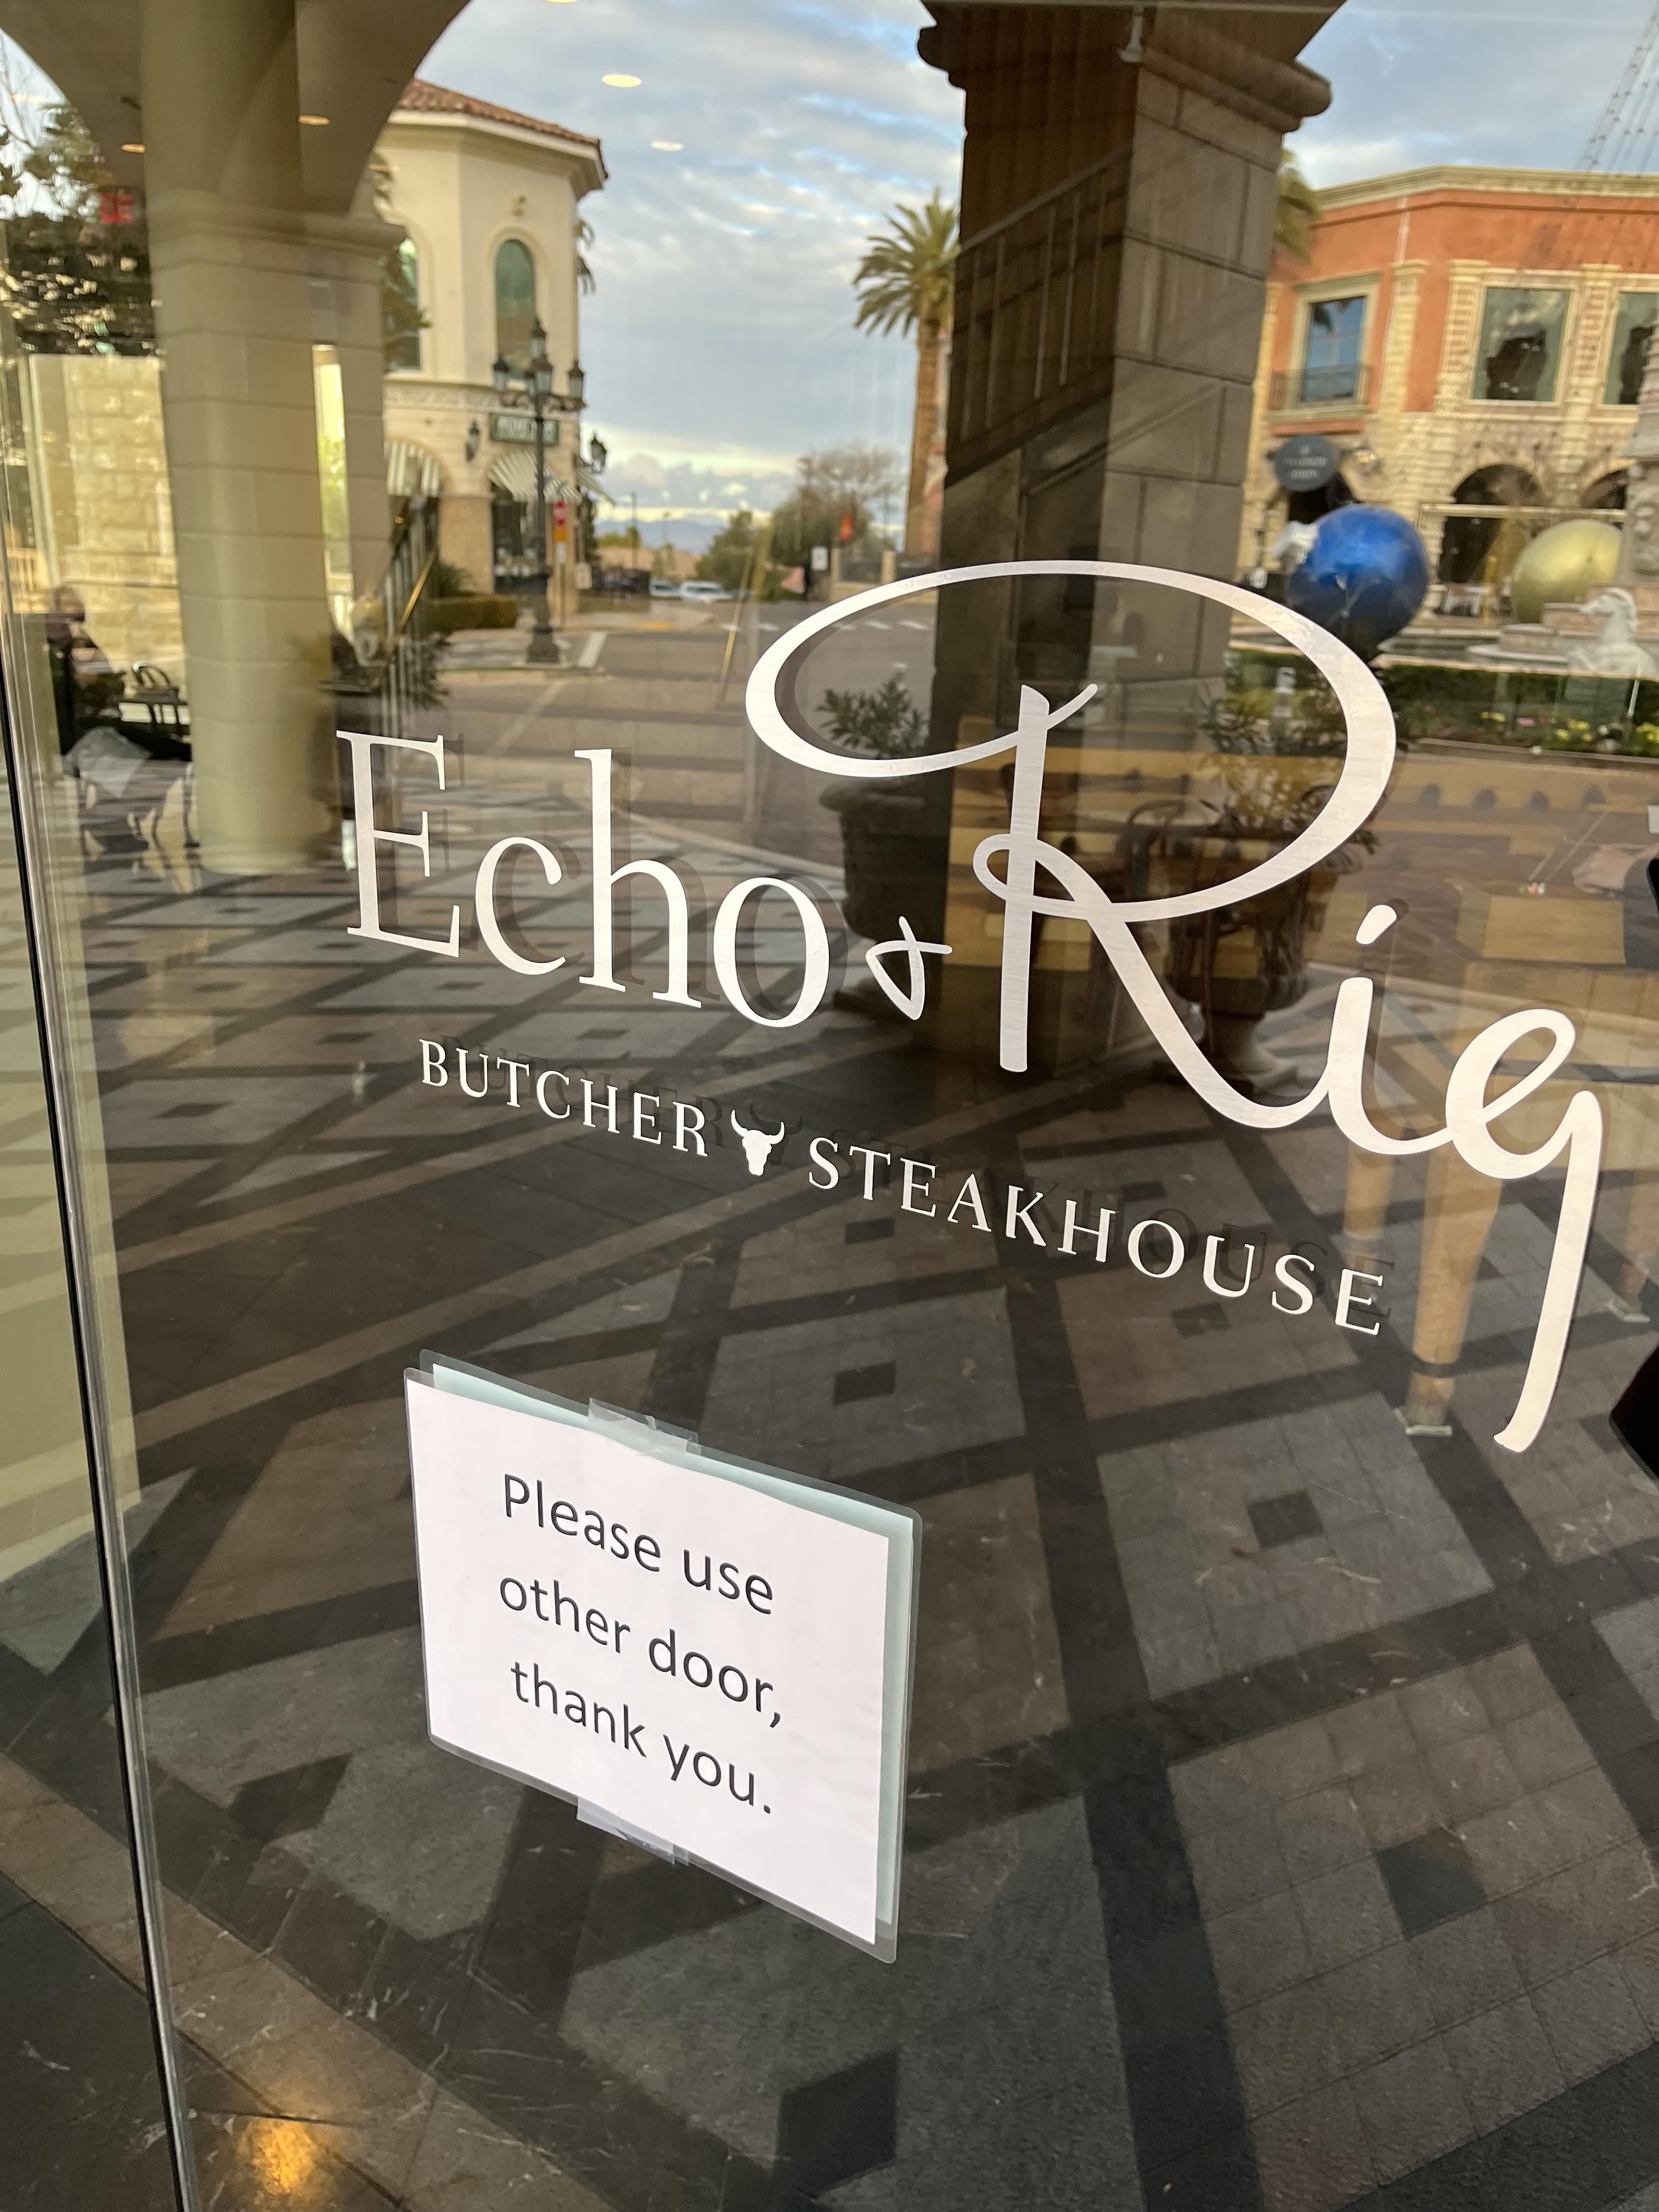 Echo & Rig
BUTCHER STEAKHOUSE
Please use
other door,
thank you.